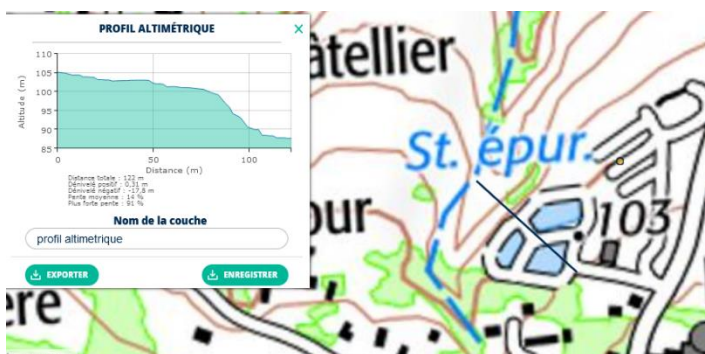 PROFIL ALTIMÉTRIQUE
×
110
105
100
95
90
85
Altitude (m)
0
50
100
Distance (m)
Distance totale : 122 m
Dénivelé positif : 0,31 m
Dénivelé négatif : -17,8 m
Pente moyenne : 14 %
Plus forte pente : 91 %
Nom de la couche
profil altimetrique
EXPORTER
ENREGISTRER
âtellier
St. épur.
our
103
ère